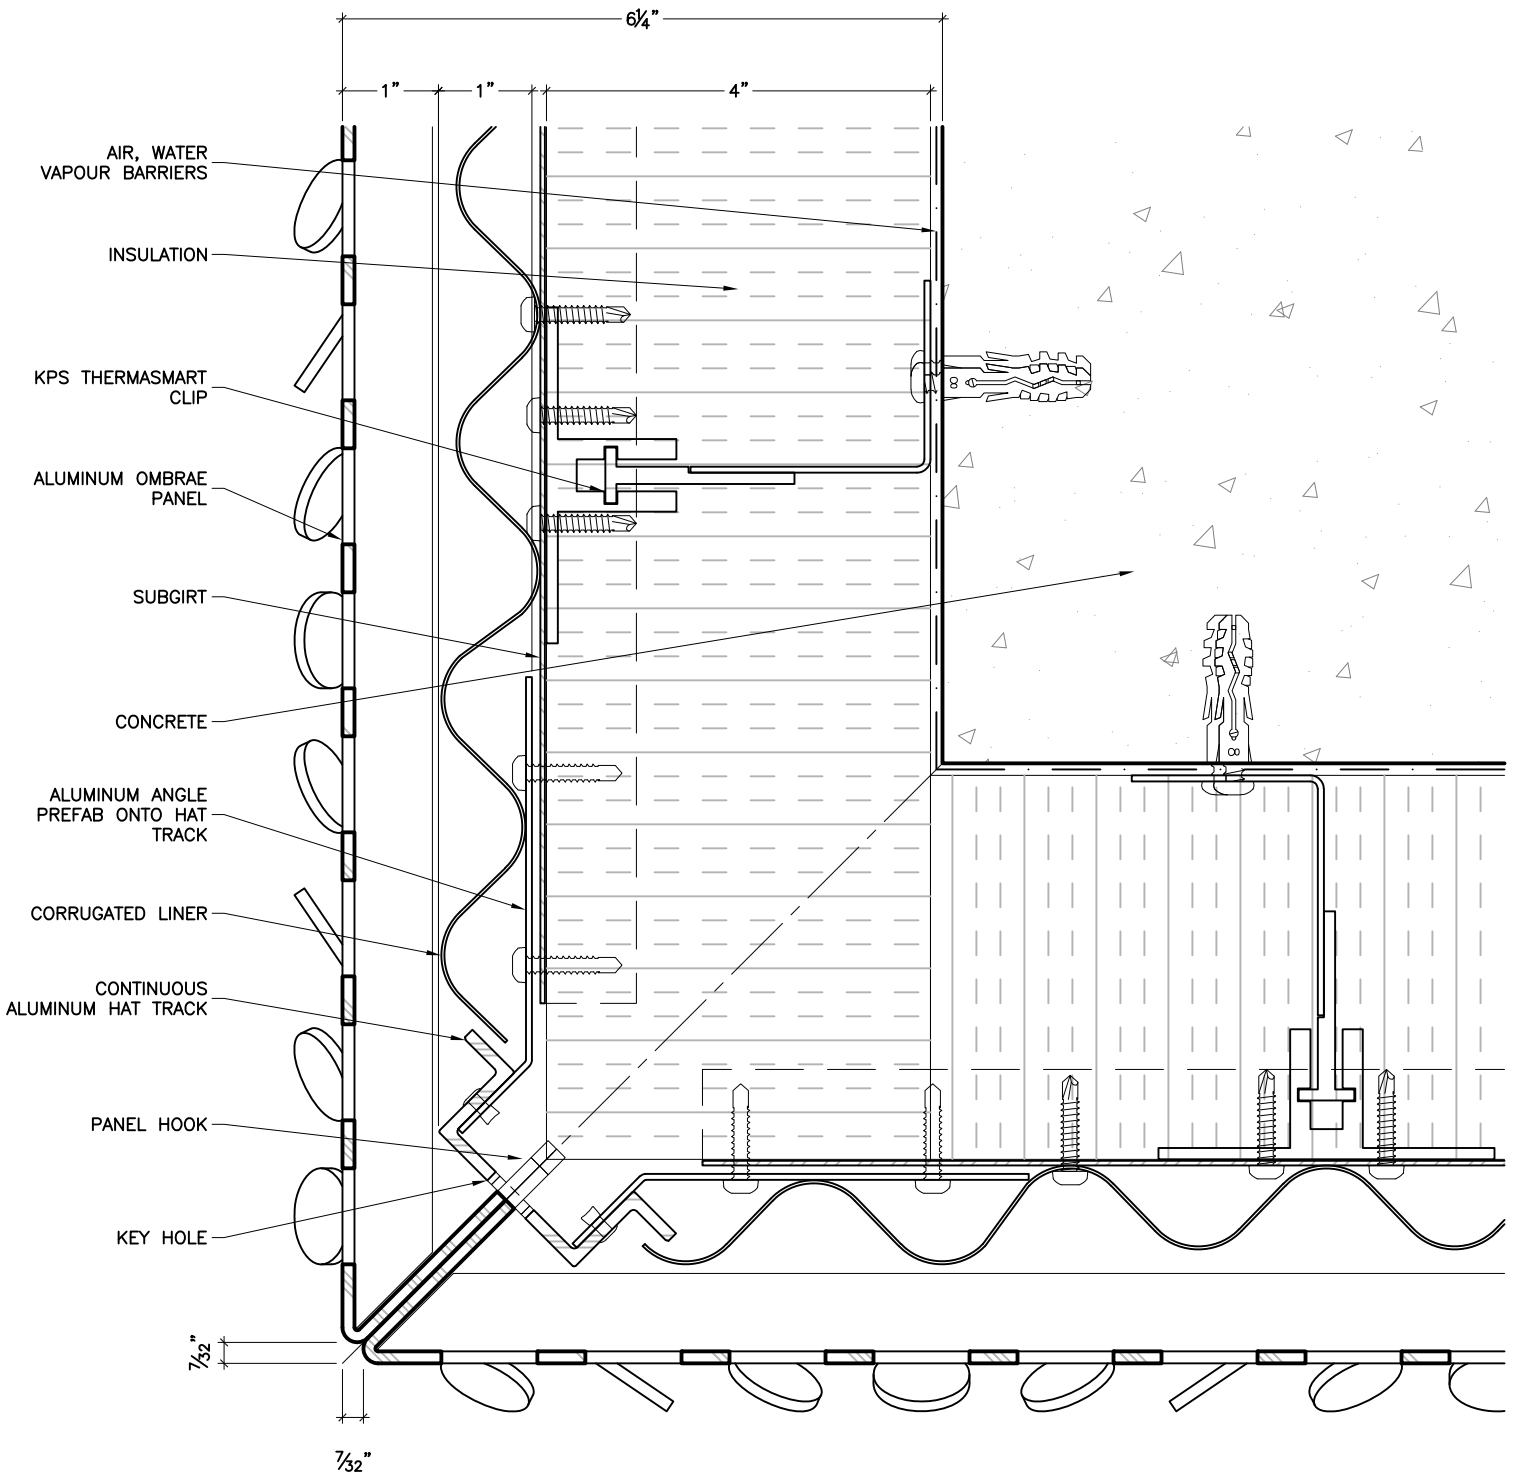 6¼"
1"
1"
4"
AIR, WATER
VAPOUR BARRIERS
INSULATION
KPS THERMASMART
CLIP
ALUMINUM OMBRAE
PANEL
SUBGIRT
CONCRETE
ALUMINUM ANGLE
PREFAB ONTO HAT
TRACK
CORRUGATED LINER
CONTINUOUS
ALUMINUM HAT TRACK
PANEL HOOK
KEY HOLE
7/32"
7/32"